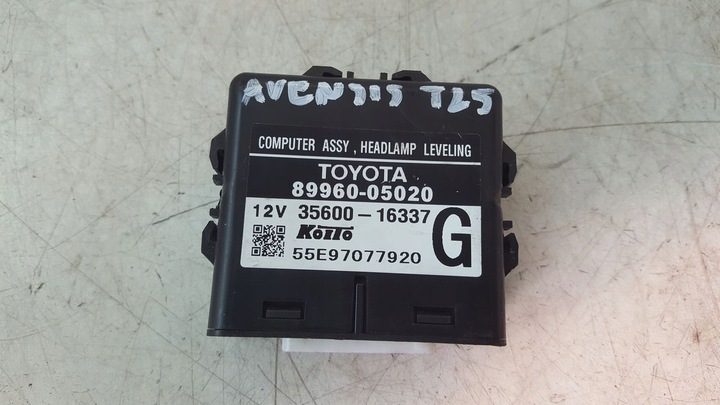 AVENSIS T25
COMPUTER ASSY , HEADLAMP LEVELING
TOYOTA
89960-05020
12V 35600-16337
KOITO
G
55E97077920